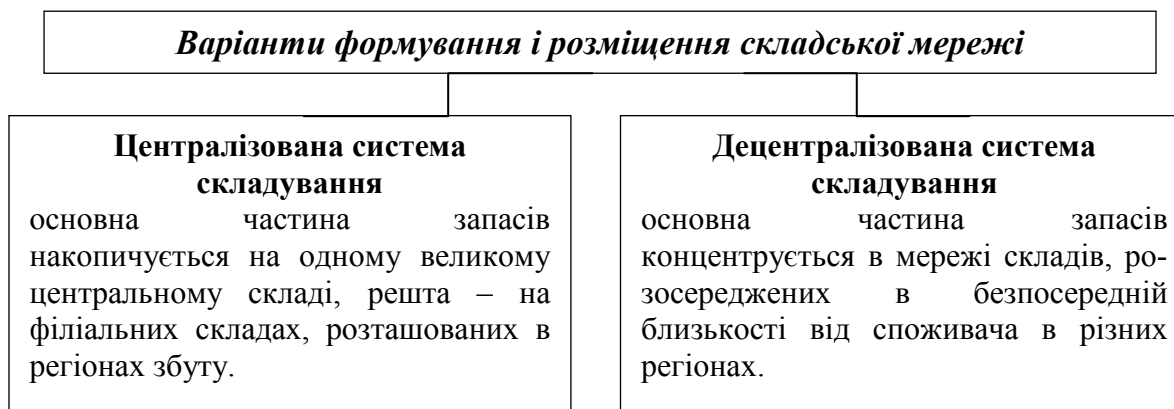 Варіанти формування і розміщення складської мережі
Централізована система
складування
основна частина запасів
накопичується на одному великому
центральному складі, решта – на
філіальних складах, розташованих в
регіонах збуту.
Децентралізована система
складування
основна частина запасів
концентрується в мережі складів, ро-
зосереджених в безпосередній
близькості від споживача в різних
регіонах.